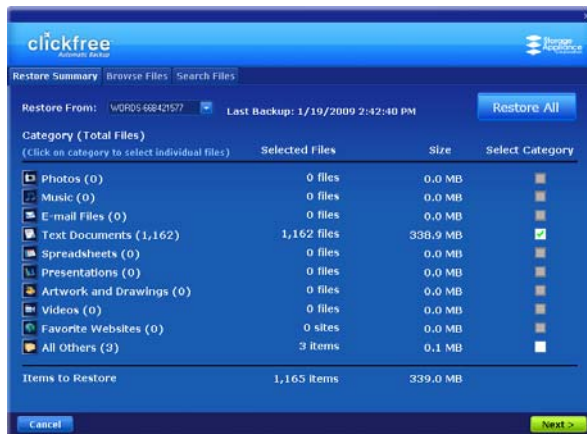 clickfree
Automatic Backup
Storage
Appliance
Corporation
Restore Summary Browse Files Search Files
Restore From: WORDS-668421577 Last Backup: 1/19/2009 2:42:40 PM Restore All
Category (Total Files)
(Click on category to select individual files) Selected Files Size Select Category
Photos (0) 0 files 0.0 MB
Music (0) 0 files 0.0 MB
E-mail Files (0) 0 files 0.0 MB
Text Documents (1,162) 1,162 files 338.9 MB
Spreadsheets (0) 0 files 0.0 MB
Presentations (0) 0 files 0.0 MB
Artwork and Drawings (0) 0 files 0.0 MB
Videos (0) 0 files 0.0 MB
Favorite Websites (0) 0 sites 0.0 MB
All Others (3) 3 items 0.1 MB
Items to Restore 1,165 items 339.0 MB
Cancel Next >